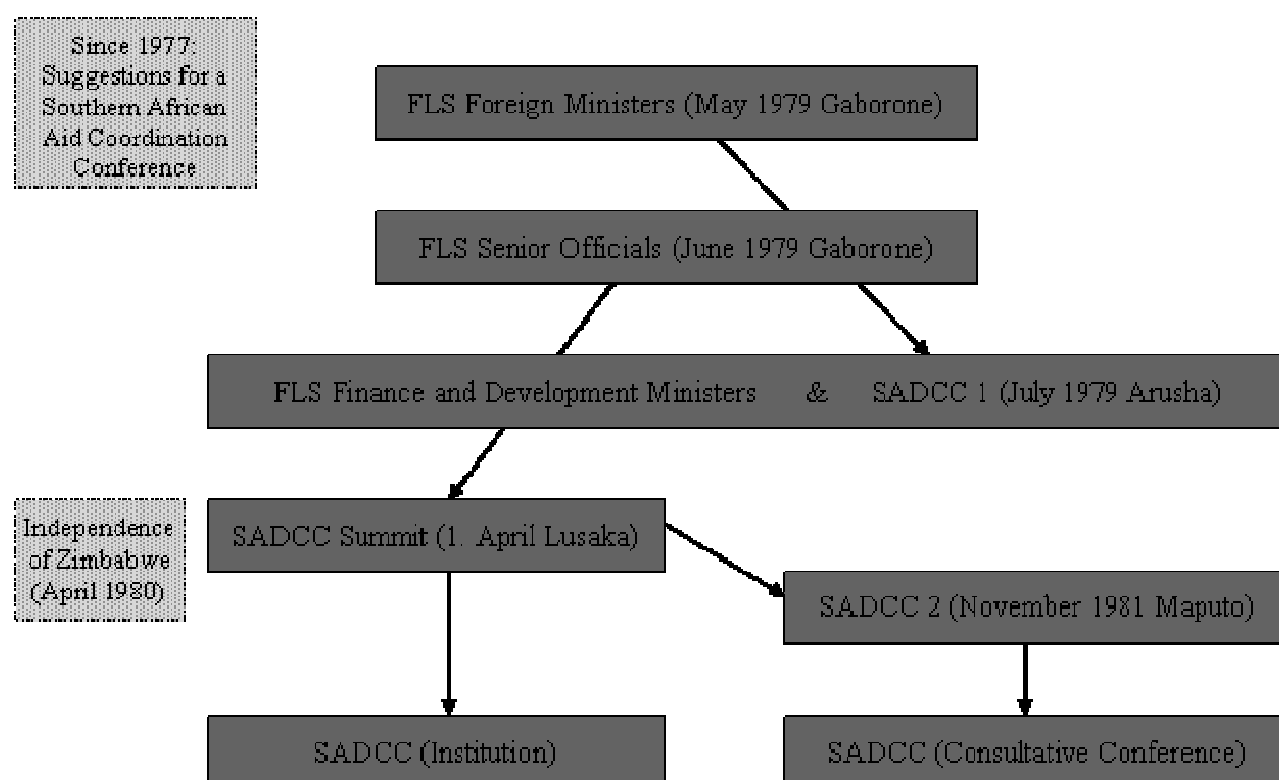 Since 1977:
Suggestions for a
Southern African
Aid Coordination
Conference
FLS Foreign Ministers (May 1979 Gaborone)
FLS Senior Officials (June 1979 Gaborone)
FLS Finance and Development Ministers & SADCC 1 (July 1979 Arusha)
Independence
of Zimbabwe
(April 1980)
SADCC Summit (1. April Lusaka)
SADCC 2 (November 1981 Maputo)
SADCC (Institution)
SADCC (Consultative Conference)